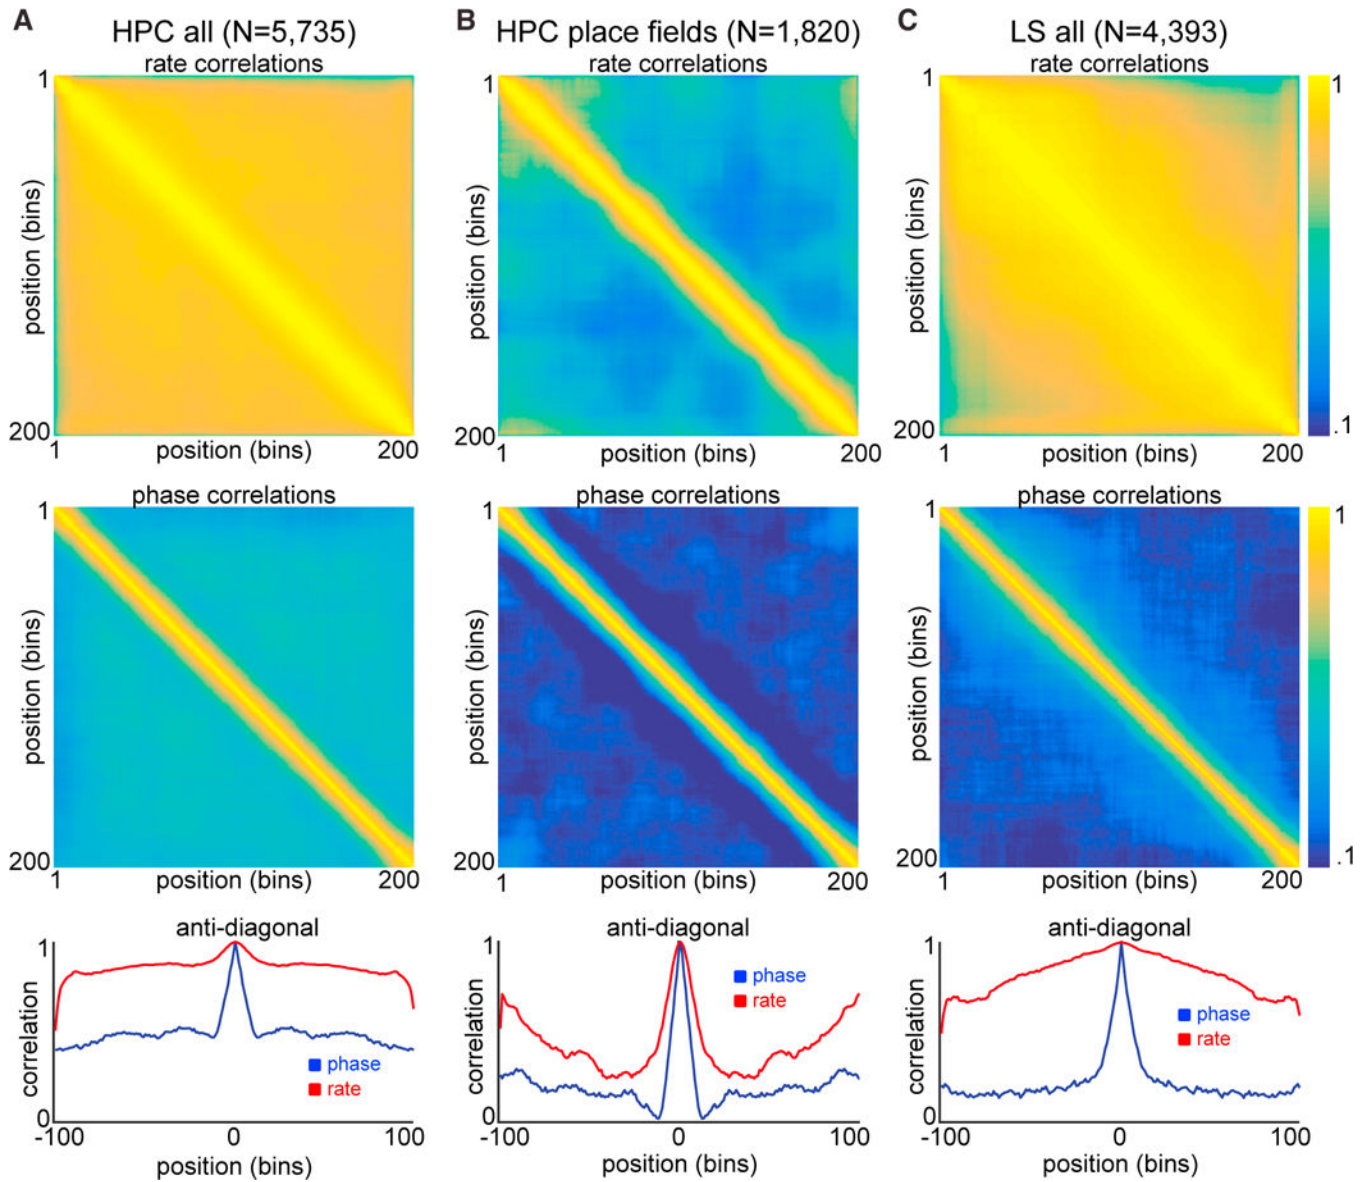 A
HPC all (N=5,735)
rate correlations
1
position (bins)
200
1
position (bins)
200
B
HPC place fields (N=1,820)
rate correlations
1
position (bins)
200
1
position (bins)
200
C
LS all (N=4,393)
rate correlations
1
position (bins)
200
1
position (bins)
200
1
.1
phase correlations
1
position (bins)
200
1
position (bins)
200
phase correlations
1
position (bins)
200
1
position (bins)
200
phase correlations
1
position (bins)
200
1
position (bins)
200
1
.1
anti-diagonal
1
correlation
0
phase
rate
-100
0
100
position (bins)
anti-diagonal
1
correlation
0
phase
rate
-100
0
100
position (bins)
anti-diagonal
1
correlation
0
phase
rate
-100
0
100
position (bins)